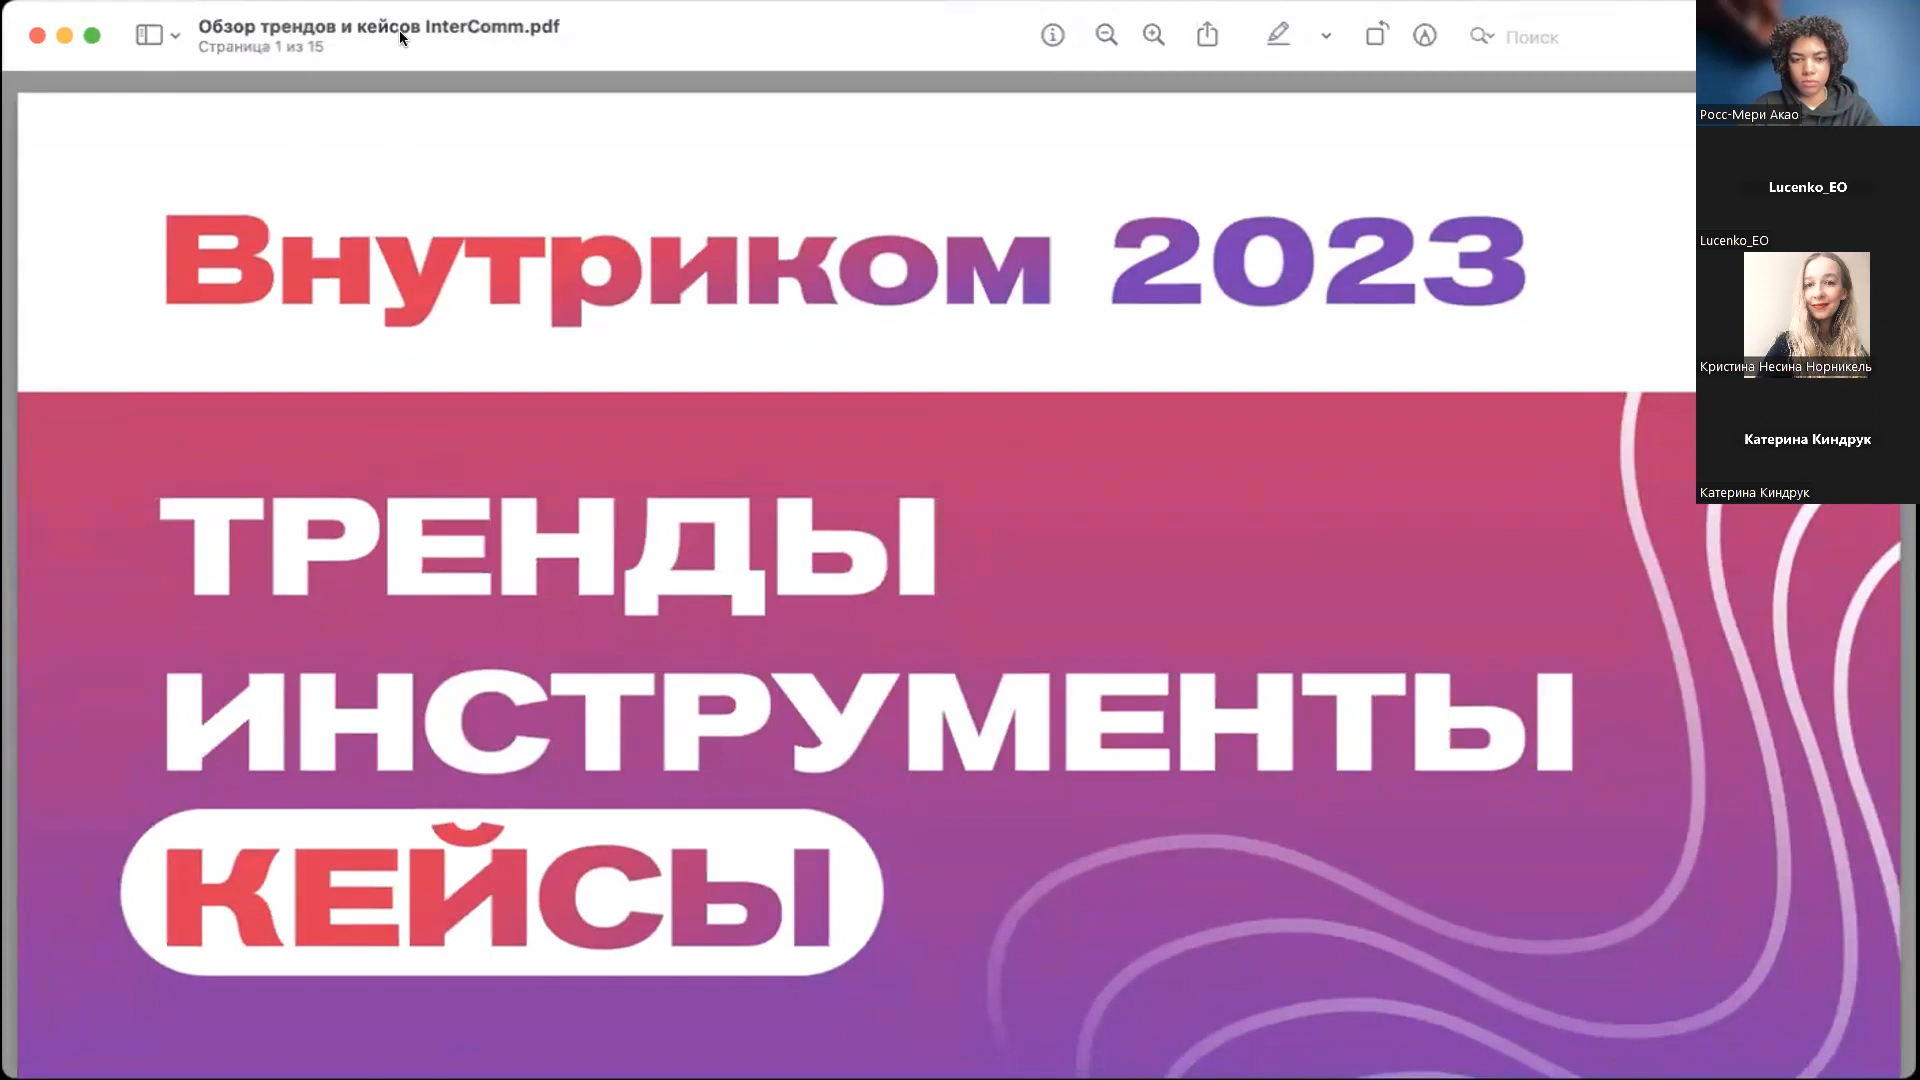 Обзор трендов и кейсов InterComm.pdf
Страница 1 из 15
Поиск
Внутриком 2023
ТРЕНДЫ
ИНСТРУМЕНТЫ
КЕЙСЫ
Росс-Мери Акао
Lucenko_EO
Lucenko_EO
Кристина Несина Норникель
Катерина Киндрук
Катерина Киндрук